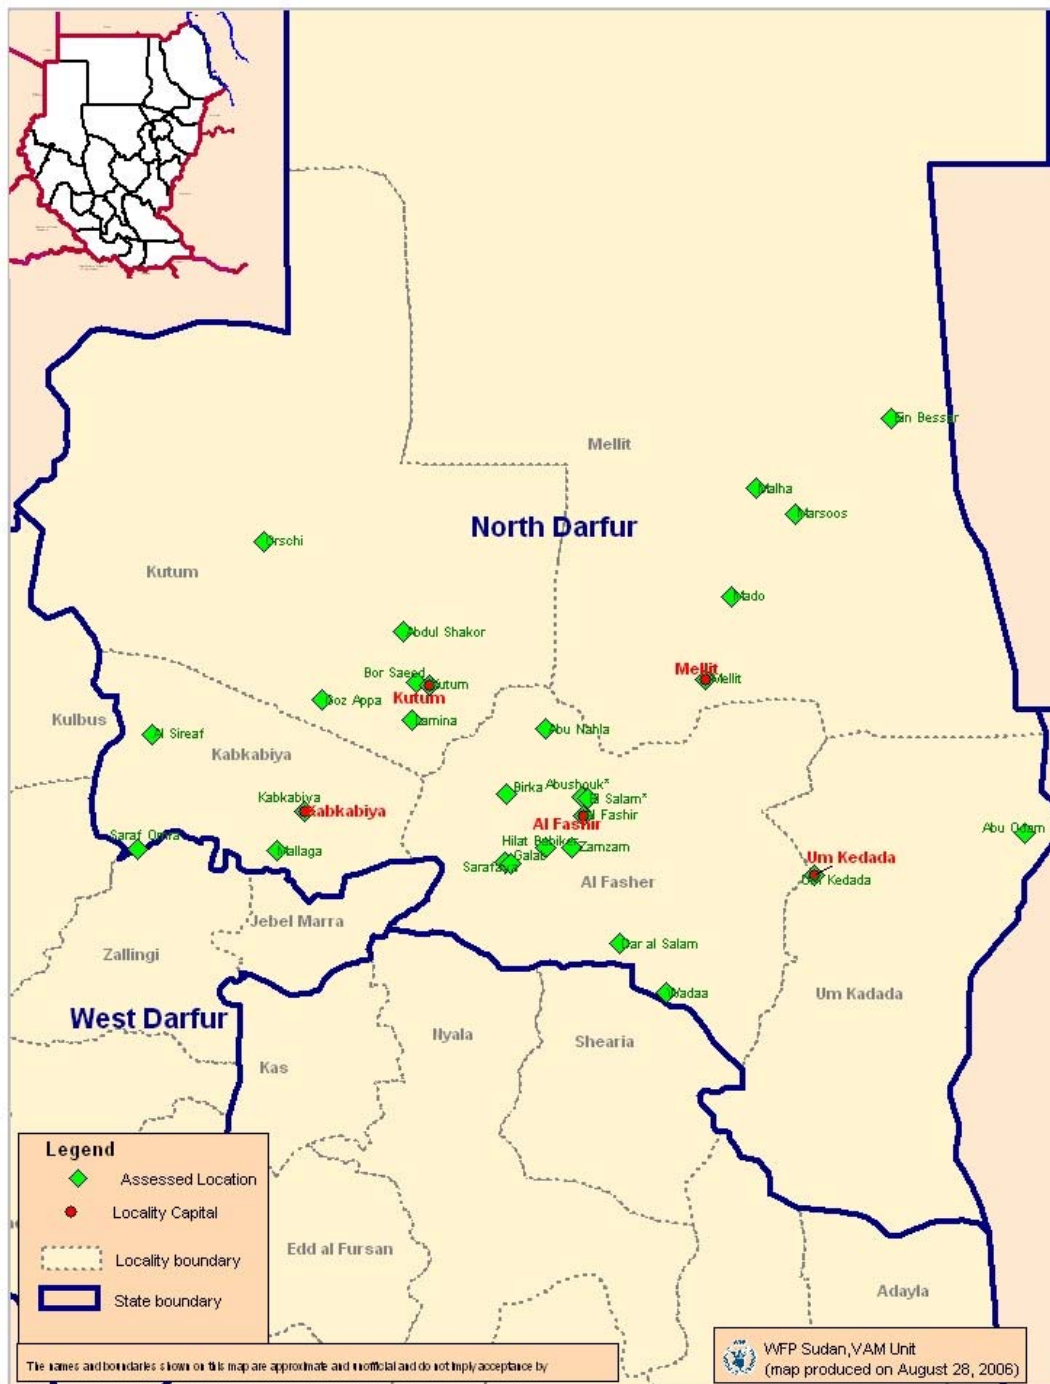 Ein Bessar
Mellit
Malha
Marsoos
North Darfur
Orschi
Kutum
Mado
Abdul Shakor
Mellit
Mellit
Bor Saeed
Kutum
Kutum
Goz Appa
Kulbus
Abu Nahla
Al Sireaf
Kabkabiya
Birka
Abushouk*
El Salam*
Kabkabiya
Kabkabiya
Al Fashir
Al Fashir
Saraf Omra
Mallaga
Hilat Babiker
Galab
Zamzam
Abu Odam
Um Kedada
Um Kedada
Al Fasher
Jebel Marra
Dar al Salam
Zallingi
Wadaa
Um Kadada
West Darfur
Nyala
Shearia
Kas
Legend
Assessed Location
Locality Capital
Locality boundary
State boundary
Edd al Fursan
Adayla
The names and boundaries shown on this map are approximate and unofficial and do not imply acceptance by
WFP Sudan,VAM Unit
(map produced on August 28, 2006)